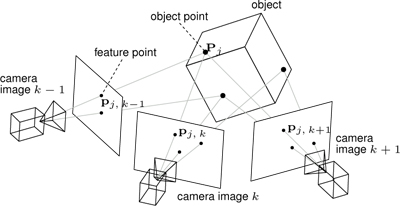 object
object point
P_j
feature point
camera
image k − 1
P_{j, k−1}
P_{j, k}
P_{j, k+1}
camera
image k + 1
camera image k